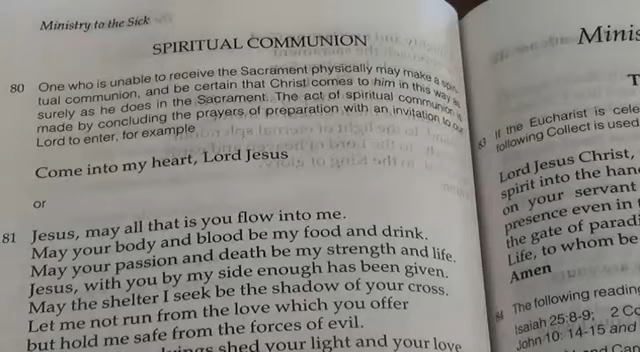 Ministry to the Sick
SPIRITUAL COMMUNION
80 One who is unable to receive the Sacrament physically may make a spiri-
tual communion, and be certain that Christ comes to him in this way as
surely as he does in the Sacrament. The act of spiritual communion is
made by concluding the prayers of preparation with an invitation to our
Lord to enter, for example
Come into my heart, Lord Jesus
or
81 Jesus, may all that is you flow into me.
May your body and blood be my food and drink.
May your passion and death be my strength and life.
Jesus, with you by my side enough has been given.
May the shelter I seek be the shadow of your cross.
Let me not run from the love which you offer
but hold me safe from the forces of evil.
shed your light and your love
Minis
T
83 If the Eucharist is cele
following Collect is used
Lord Jesus Christ,
spirit into the han
on your servant
presence even in
the gate of paradi
Life, to whom be
Amen
84 The following reading
Isaiah 25:8-9; 2 Co
John 10: 14-15 and